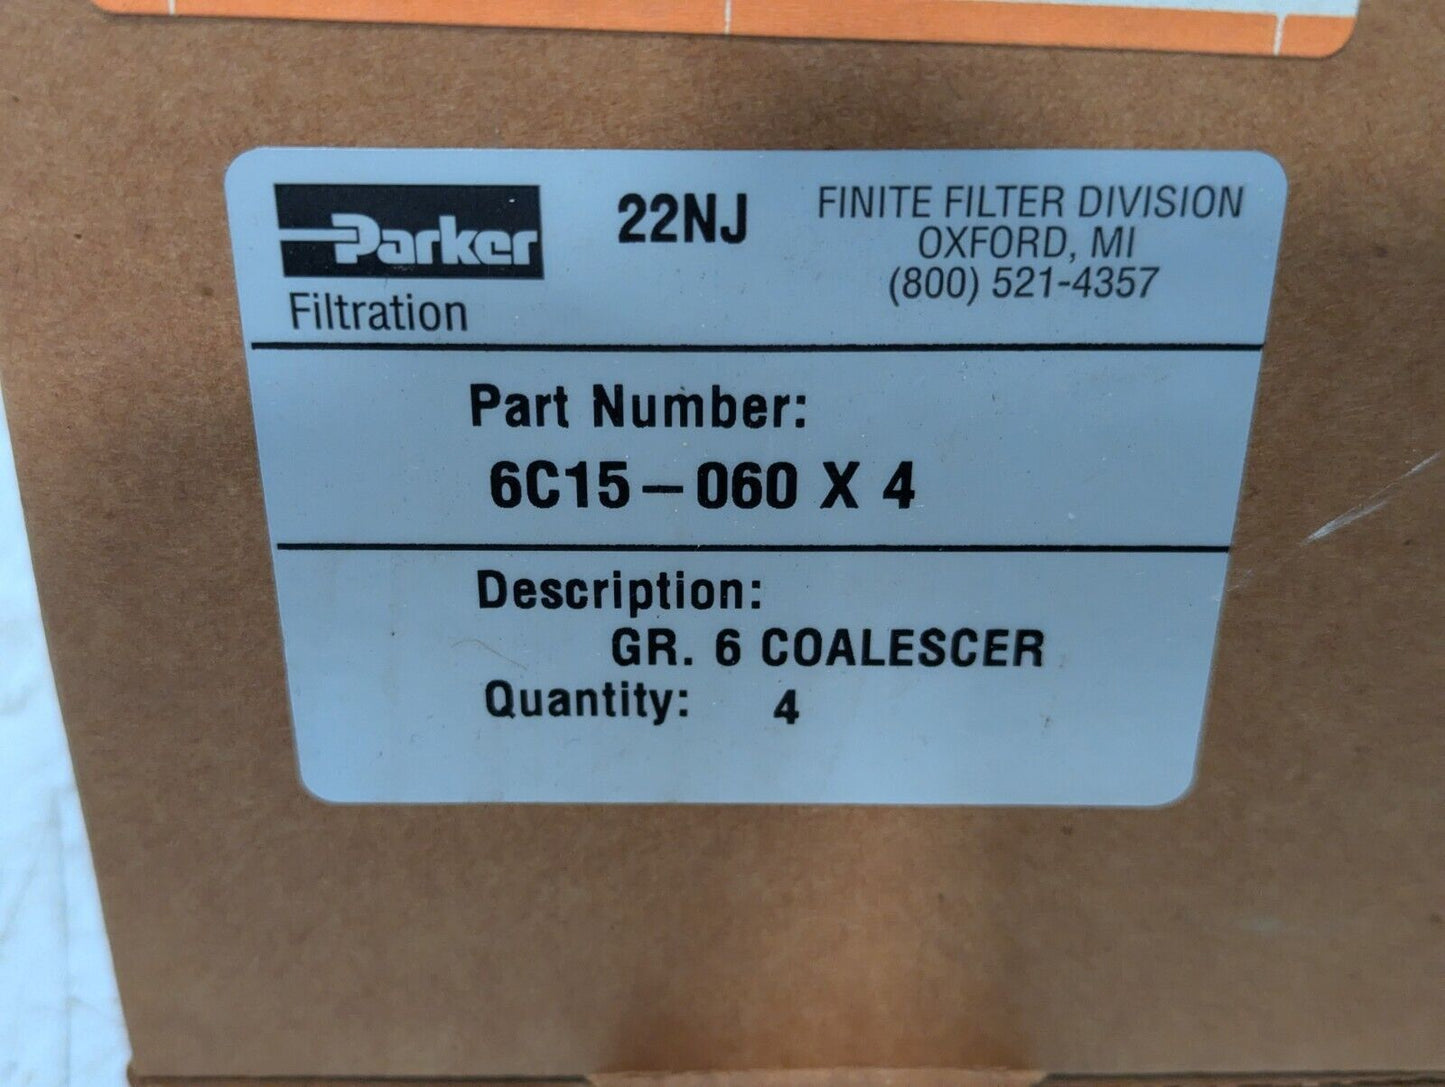 Parker
Filtration
22NJ
FINITE FILTER DIVISION
OXFORD, MI
(800) 521-4357
Part Number:
6C15-060 X 4
Description:
GR. 6 COALESCER
Quantity: 4